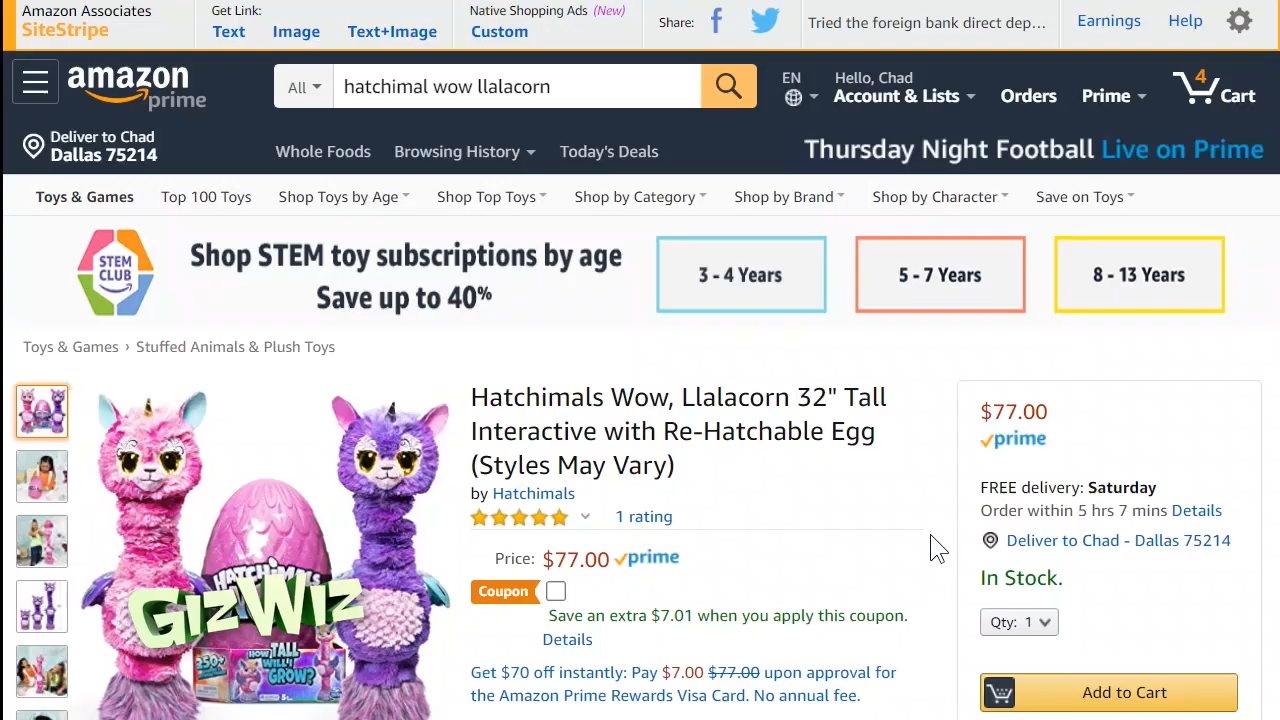 Amazon Associates
SiteStripe
Get Link:
Text Image Text+Image
Native Shopping Ads (New)
Custom
Share:
Tried the foreign bank direct dep...
Earnings Help
amazon
prime
All
hatchimal wow llalacorn
EN
Hello, Chad
Account & Lists
Orders
Prime
4
Cart
Deliver to Chad
Dallas 75214
Whole Foods Browsing History Today's Deals
Thursday Night Football Live on Prime
Toys & Games Top 100 Toys Shop Toys by Age Shop Top Toys Shop by Category Shop by Brand Shop by Character Save on Toys
STEM
CLUB
Shop STEM toy subscriptions by age
Save up to 40%
3 - 4 Years
5 - 7 Years
8 - 13 Years
Toys & Games › Stuffed Animals & Plush Toys
Hatchimals Wow, Llalacorn 32" Tall
Interactive with Re-Hatchable Egg
(Styles May Vary)
by Hatchimals
1 rating
Price: $77.00 prime
Coupon
Save an extra $7.01 when you apply this coupon.
Details
Get $70 off instantly: Pay $7.00 $77.00 upon approval for
the Amazon Prime Rewards Visa Card. No annual fee.
HATCHIMALS
GizWiz
250+
HOW TALL
WILL I
GROW?
$77.00
prime
FREE delivery: Saturday
Order within 5 hrs 7 mins Details
Deliver to Chad - Dallas 75214
In Stock.
Qty: 1
Add to Cart